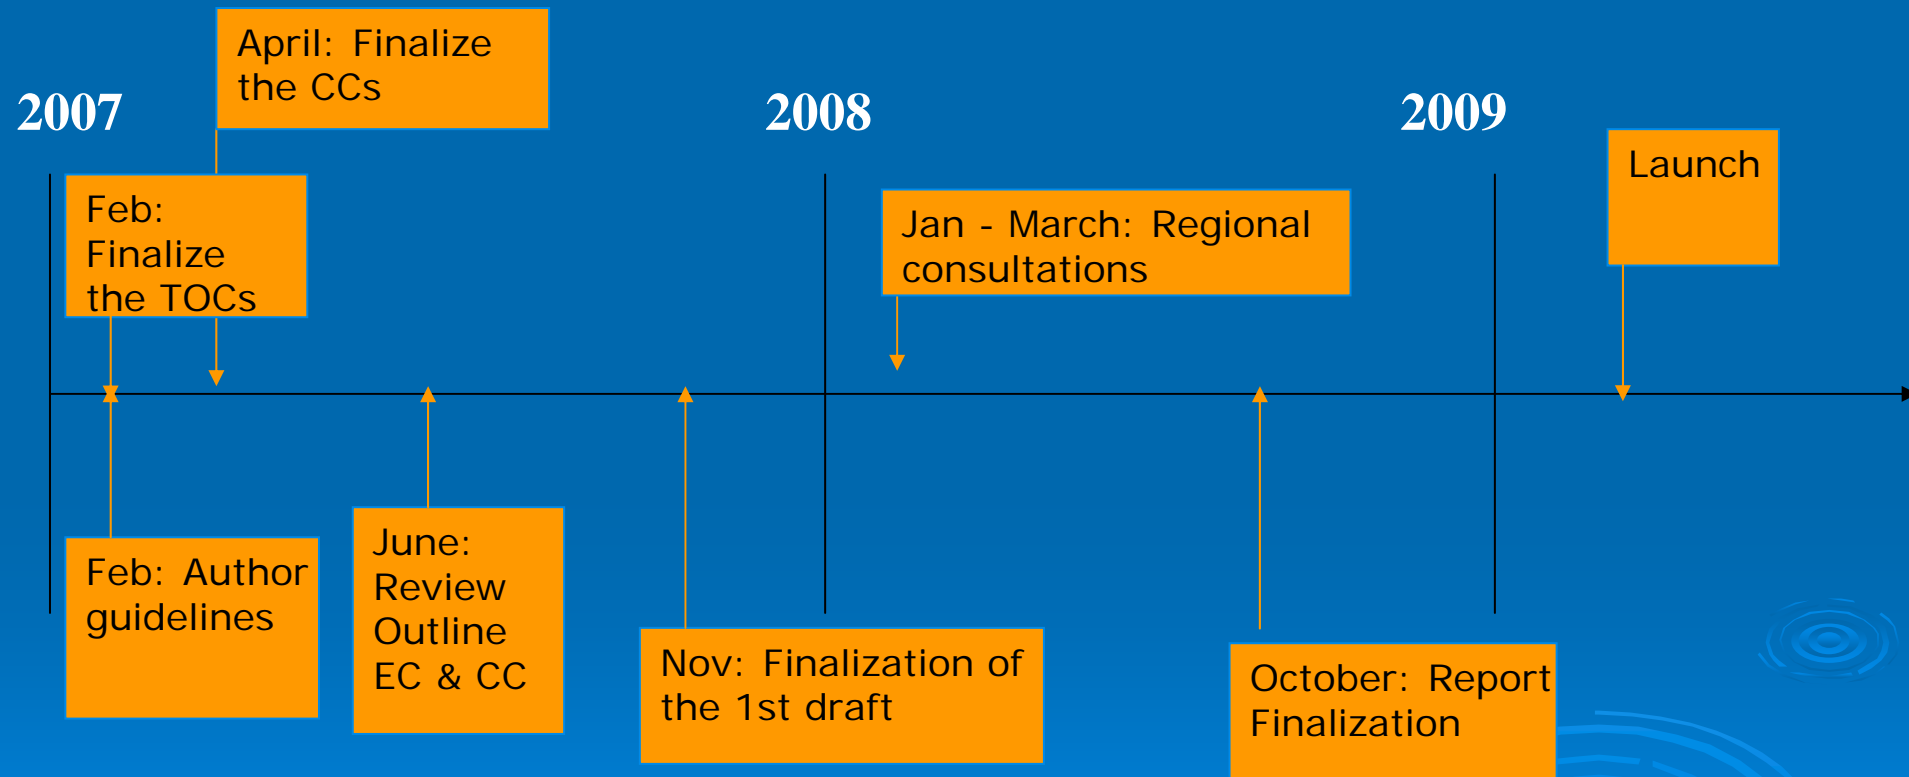 April: Finalize
the CCs
2007
2008
2009
Launch
Feb:
Finalize
the TOCs
Jan - March: Regional
consultations
Feb: Author
guidelines
June:
Review
Outline
EC & CC
Nov: Finalization of
the 1st draft
October: Report
Finalization